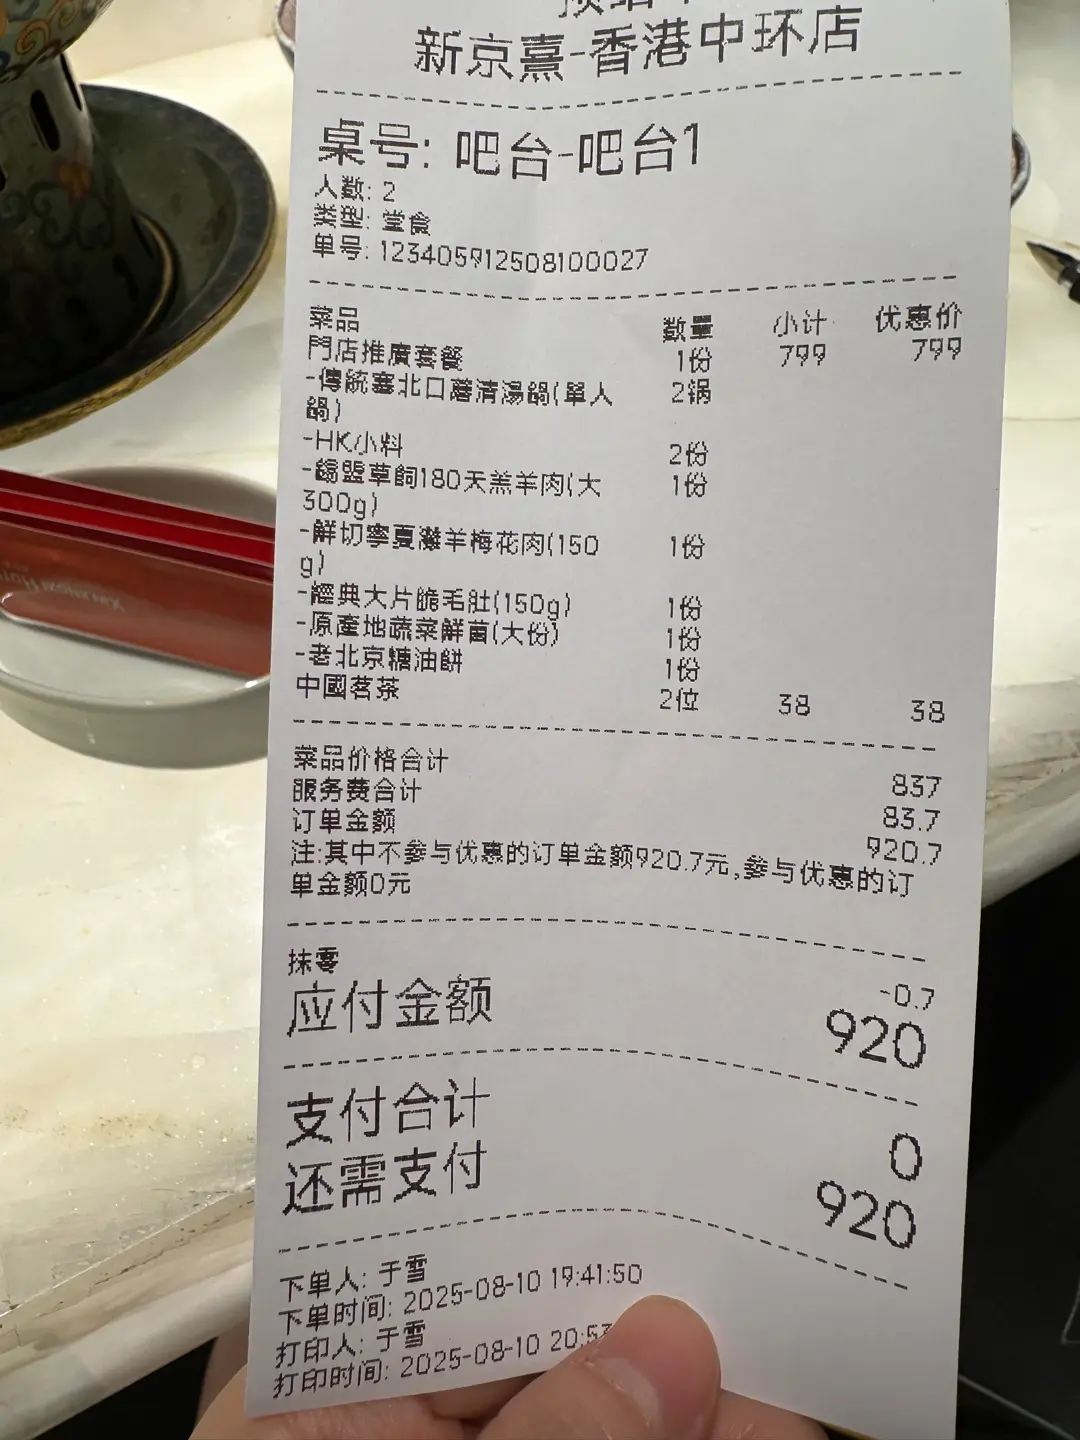 预结单
新京熹-香港中环店
桌号: 吧台-吧台1
人数: 2
类型: 堂食
单号: 1234059125081​00027
菜品 数量 小计 优惠价
門店推廣套餐 1份 799 799
-傳統塞北口蘑清湯鍋(單人 2锅
鍋)
-HK小料 2份
-錫盟草飼180天羔羊肉(大 1份
300g)
-鮮切寧夏灘羊梅花肉(150 1份
g)
-經典大片脆毛肚(150g) 1份
-原產地蔬菜鮮菌(大份) 1份
-老北京糖油餅 1份
中國茗茶 2位 38 38
菜品价格合计 837
服务费合计 83.7
订单金额 920.7
注:其中不参与优惠的订单金额920.7元,参与优惠的订
单金额0元
抹零 -0.7
应付金额 920
支付合计 0
还需支付 920
下单人: 于雪
下单时间: 2025-08-10 19:41:50
打印人: 于雪
打印时间: 2025-08-10 20:53